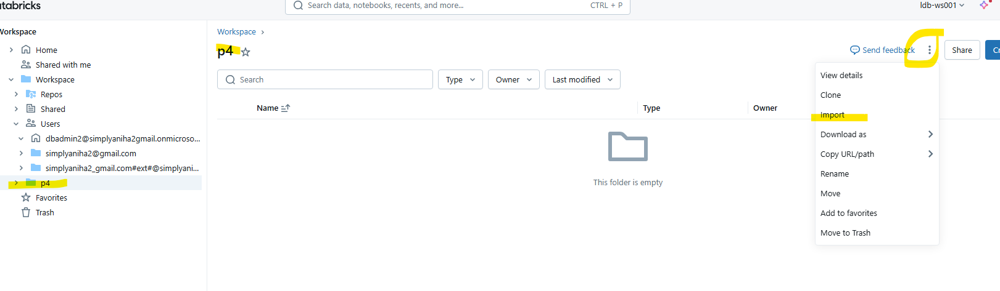 atabricks
Search data, notebooks, recents, and more...
CTRL + P
ldb-ws001
Workspace
Home
Shared with me
Workspace
Repos
Shared
Users
dbadmin2@simplyaniha2gmail.onmicroso...
simplyaniha2@gmail.com
simplyaniha2_gmail.com#ext#@simplyani...
p4
Favorites
Trash
Workspace
p4
Send feedback
Share
Cr
Search
Type
Owner
Last modified
Name
Type
Owner
This folder is empty
View details
Clone
Import
Download as
Copy URL/path
Rename
Move
Add to favorites
Move to Trash